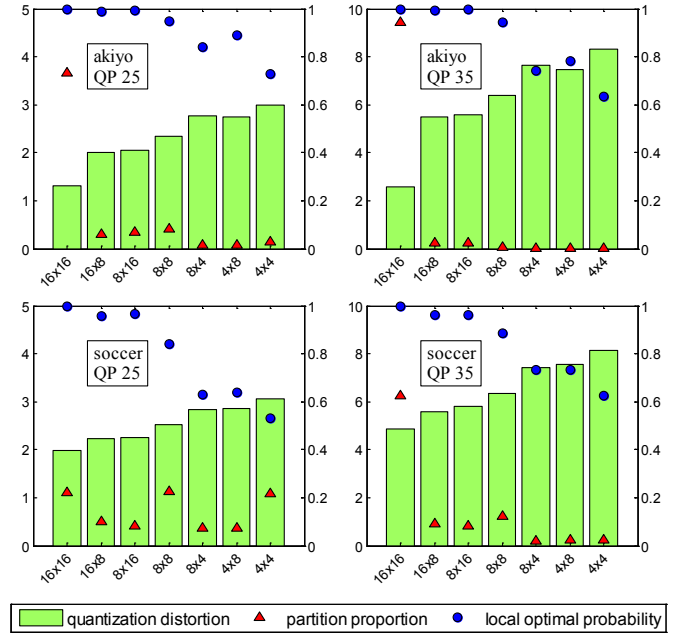 5
4
3
2
1
0
1
0.8
0.6
0.4
0.2
0
akiyo
QP 25
16x16
16x8
8x16
8x8
8x4
4x8
4x4
10
8
6
4
2
0
1
0.8
0.6
0.4
0.2
0
akiyo
QP 35
16x16
16x8
8x16
8x8
8x4
4x8
4x4
5
4
3
2
1
0
1
0.8
0.6
0.4
0.2
0
soccer
QP 25
16x16
16x8
8x16
8x8
8x4
4x8
4x4
10
8
6
4
2
0
1
0.8
0.6
0.4
0.2
0
soccer
QP 35
16x16
16x8
8x16
8x8
8x4
4x8
4x4
quantization distortion partition proportion local optimal probability